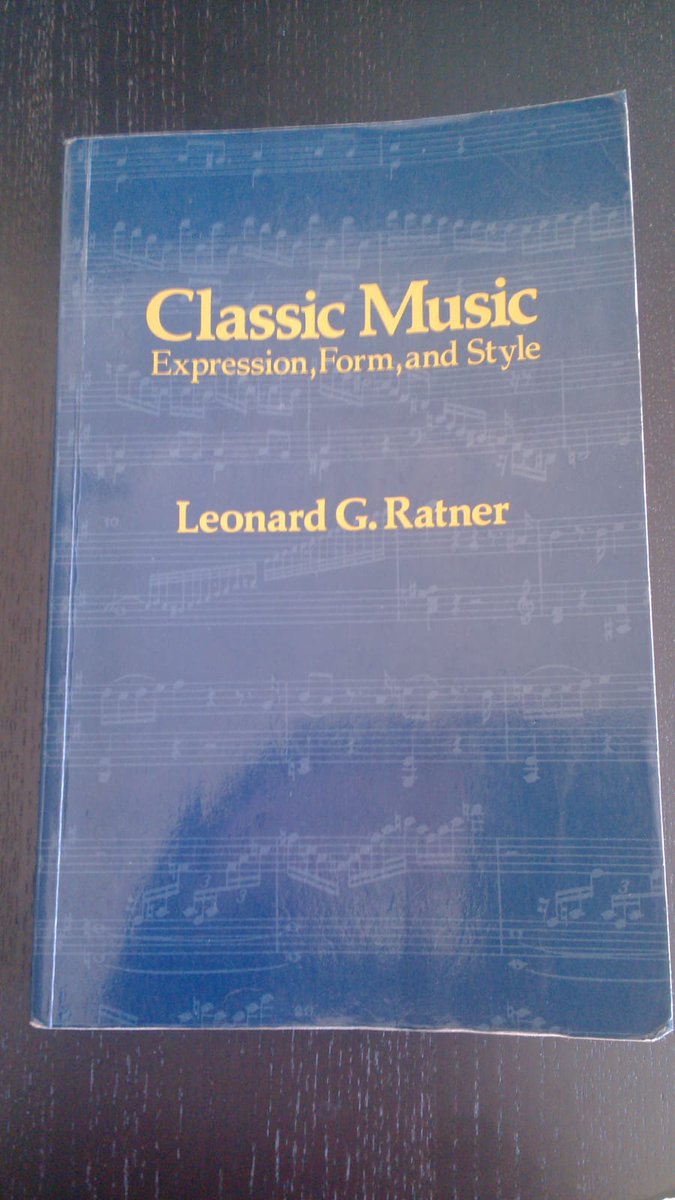 Classic Music
Expression, Form, and Style
Leonard G. Ratner